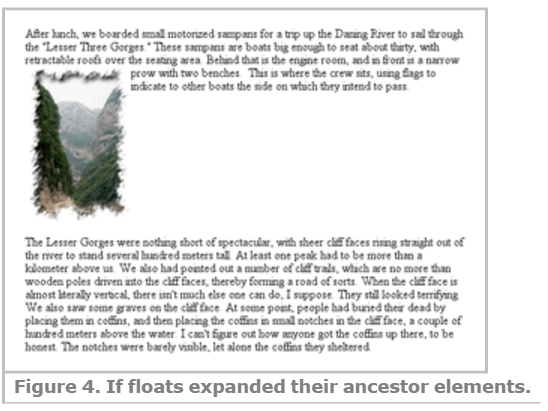 After lunch, we boarded small motorized sampans for a trip up the Daning River to sail through
the "Lesser Three Gorges." These sampans are boats big enough to seat about thirty, with
retractable roofs over the seating area. Behind that is the engine room, and in front is a narrow
prow with two benches. This is where the crew sits, using flags to
indicate to other boats the side on which they intend to pass.
The Lesser Gorges were nothing short of spectacular, with sheer cliff faces rising straight out of
the river to stand several hundred meters tall. At least one peak had to be more than a
kilometer above us. We also had pointed out a number of cliff trails, which are no more than
wooden poles driven into the cliff faces, thereby forming a road of sorts. When the cliff face is
almost literally vertical, there isn't much else one can do, I suppose. They still looked terrifying.
We also saw some graves on the cliff face. At some point, people had buried their dead by
placing them in coffins, and then placing the coffins in small notches in the cliff face, a couple of
hundred meters above the water. I can't figure out how anyone got the coffins up there, to be
honest. The notches were barely visible, let alone the coffins they sheltered.
Figure 4. If floats expanded their ancestor elements.